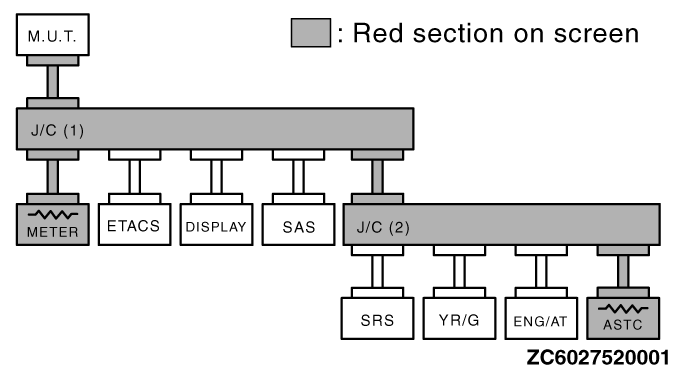 M.U.T.
: Red section on screen
J/C (1)
METER
ETACS
DISPLAY
SAS
J/C (2)
SRS
YR/G
ENG/AT
ASTC
ZC6027520001